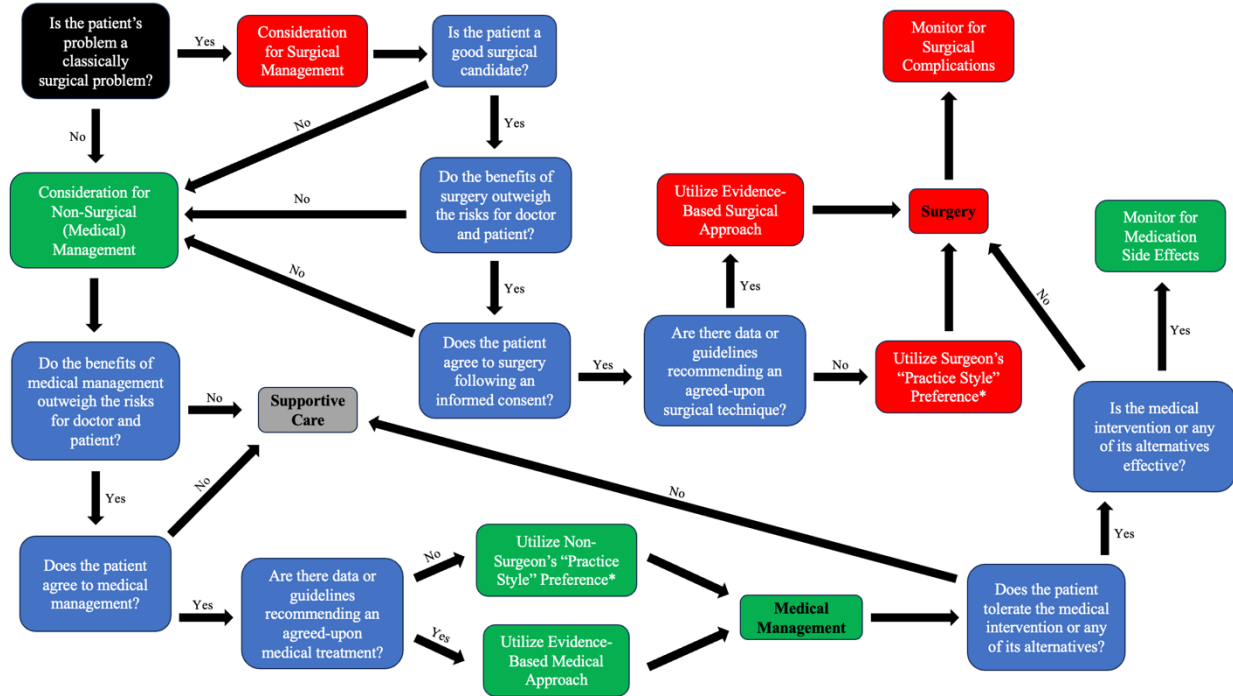 Is the patient's
problem a
classically
surgical problem?
Yes
Consideration
for Surgical
Management
Is the patient a
good surgical
candidate?
Monitor for
Surgical
Complications
No
No
Yes
Consideration for
Non-Surgical
(Medical)
Management
No
Do the benefits of
surgery outweigh
the risks for doctor
and patient?
Utilize Evidence-
Based Surgical
Approach
Surgery
Monitor for
Medication
Side Effects
No
Yes
Yes
No
Yes
Do the benefits of
medical management
outweigh the risks
for doctor and
patient?
No
Supportive
Care
Does the patient
agree to surgery
following an
informed consent?
Yes
Are there data or
guidelines
recommending an
agreed-upon
surgical technique?
No
Utilize Surgeon's
“Practice Style”
Preference*
Is the medical
intervention or any
of its alternatives
effective?
Yes
No
No
Yes
Does the patient
agree to medical
management?
Yes
Are there data or
guidelines
recommending an
agreed-upon
medical treatment?
No
Utilize Non-
Surgeon's “Practice
Style” Preference*
Yes
Utilize Evidence-
Based Medical
Approach
Medical
Management
Does the patient
tolerate the medical
intervention or any
of its alternatives?